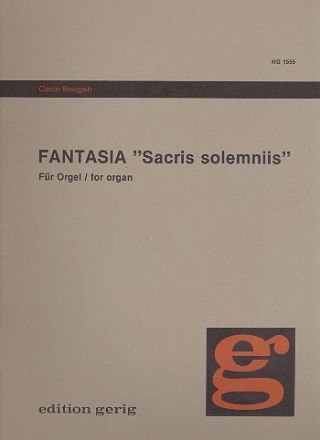 HG 1555
Cesar Bresgen
FANTASIA "Sacris solemniis"
Für Orgel / for organ
eg
edition gerig